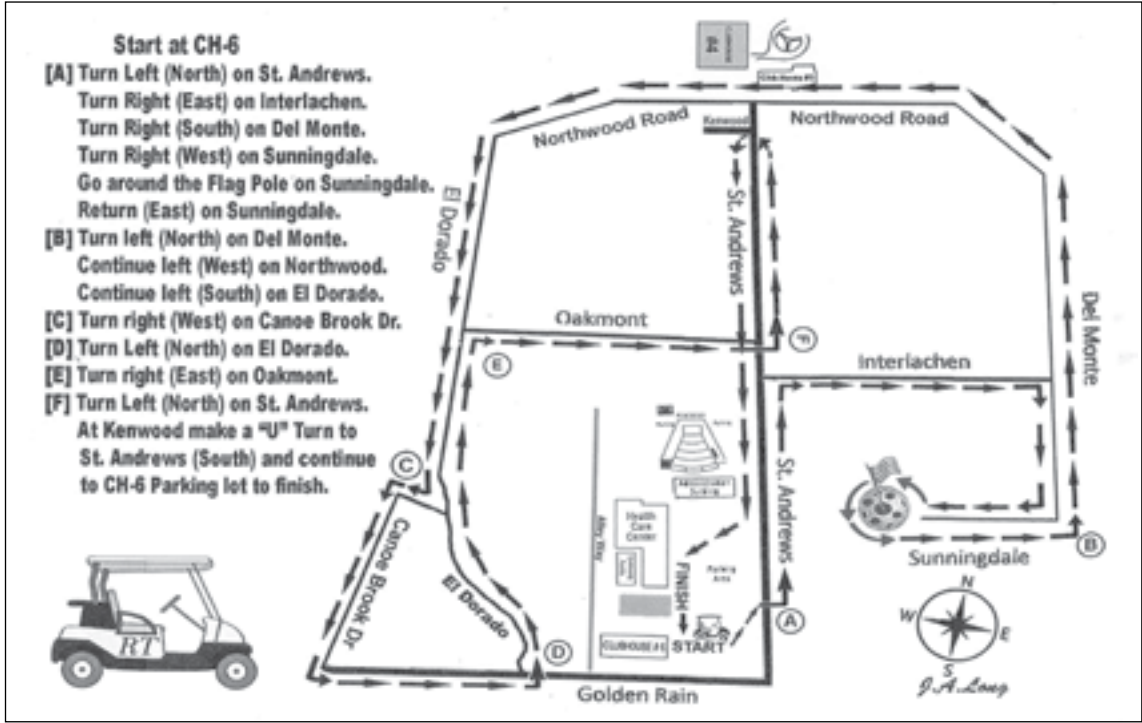 Start at CH-6
[A] Turn Left (North) on St. Andrews.
Turn Right (East) on Interlachen.
Turn Right (South) on Del Monte.
Turn Right (West) on Sunningdale.
Go around the Flag Pole on Sunningdale.
Return (East) on Sunningdale.
[B] Turn left (North) on Del Monte.
Continue left (West) on Northwood.
Continue left (South) on El Dorado.
[C] Turn right (West) on Canoe Brook Dr.
[D] Turn Left (North) on El Dorado.
[E] Turn right (East) on Oakmont.
[F] Turn Left (North) on St. Andrews.
At Kenwood make a “U” Turn to
St. Andrews (South) and continue
to CH-6 Parking lot to finish.
RT
#4
Northwood Road
Kenwood
Northwood Road
El Dorado
St. Andrews
Oakmont
E
F
Interlachen
Del Monte
C
Administration
Building
Health
Care
Center
Alley Way
Parking
Area
St. Andrews
Sunningdale
B
Canoe Brook Dr
El Dorado
FINISH
A
CLUBHOUSE #6
START
D
Golden Rain
N
W
E
S
J.A.Long